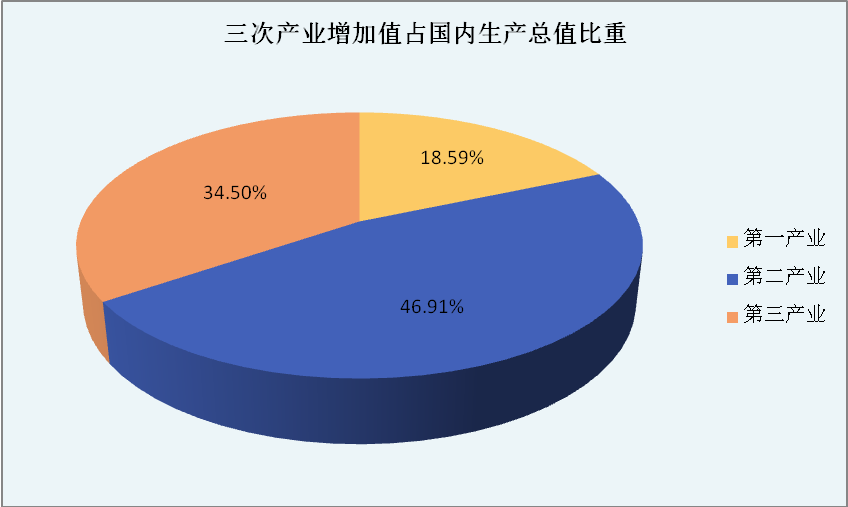 三次产业增加值占国内生产总值比重
18.59%
34.50%
46.91%
第一产业
第二产业
第三产业